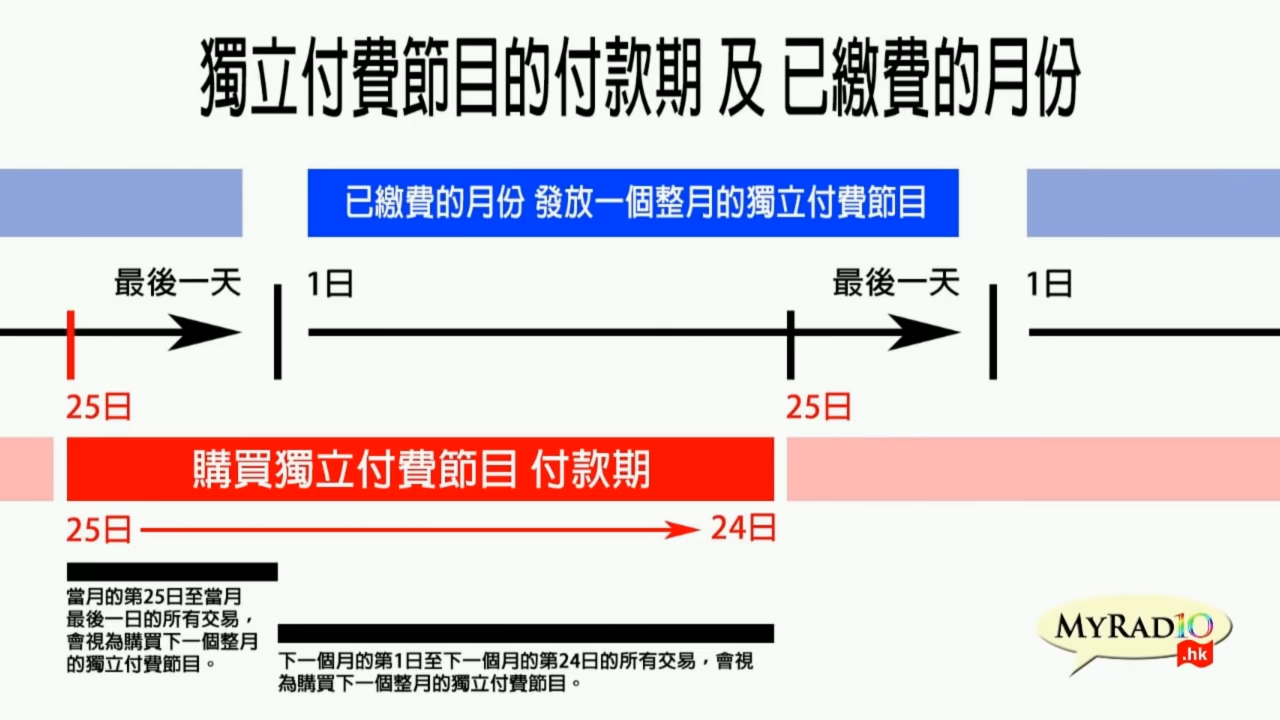 獨立付費節目的付款期 及 已繳費的月份
已繳費的月份 發放一個整月的獨立付費節目
最後一天
1日
最後一天
1日
25日
25日
購買獨立付費節目 付款期
25日
24日
當月的第25日至當月
最後一日的所有交易，
會視為購買下一個整月
的獨立付費節目。
下一個月的第1日至下一個月的第24日的所有交易，會視
為購買下一個整月的獨立付費節目。
MYRAD10
.hk